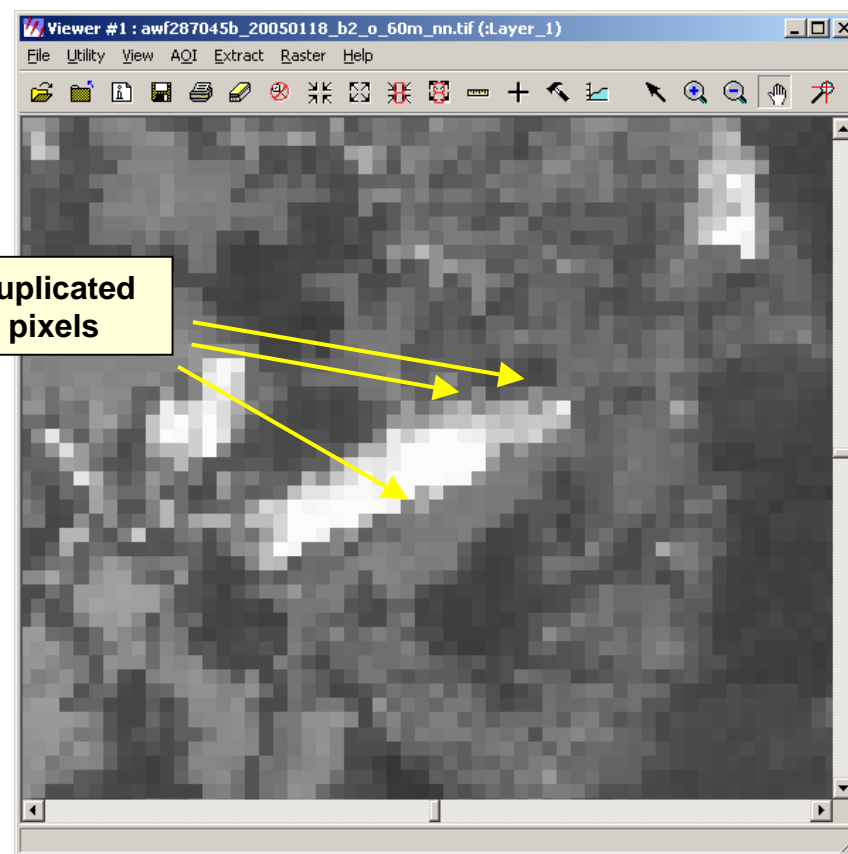 Viewer #1 : awf287045b_20050118_b2_o_60m_nn.tif (:Layer_1)
File Utility View AOI Extract Raster Help
uplicated
pixels